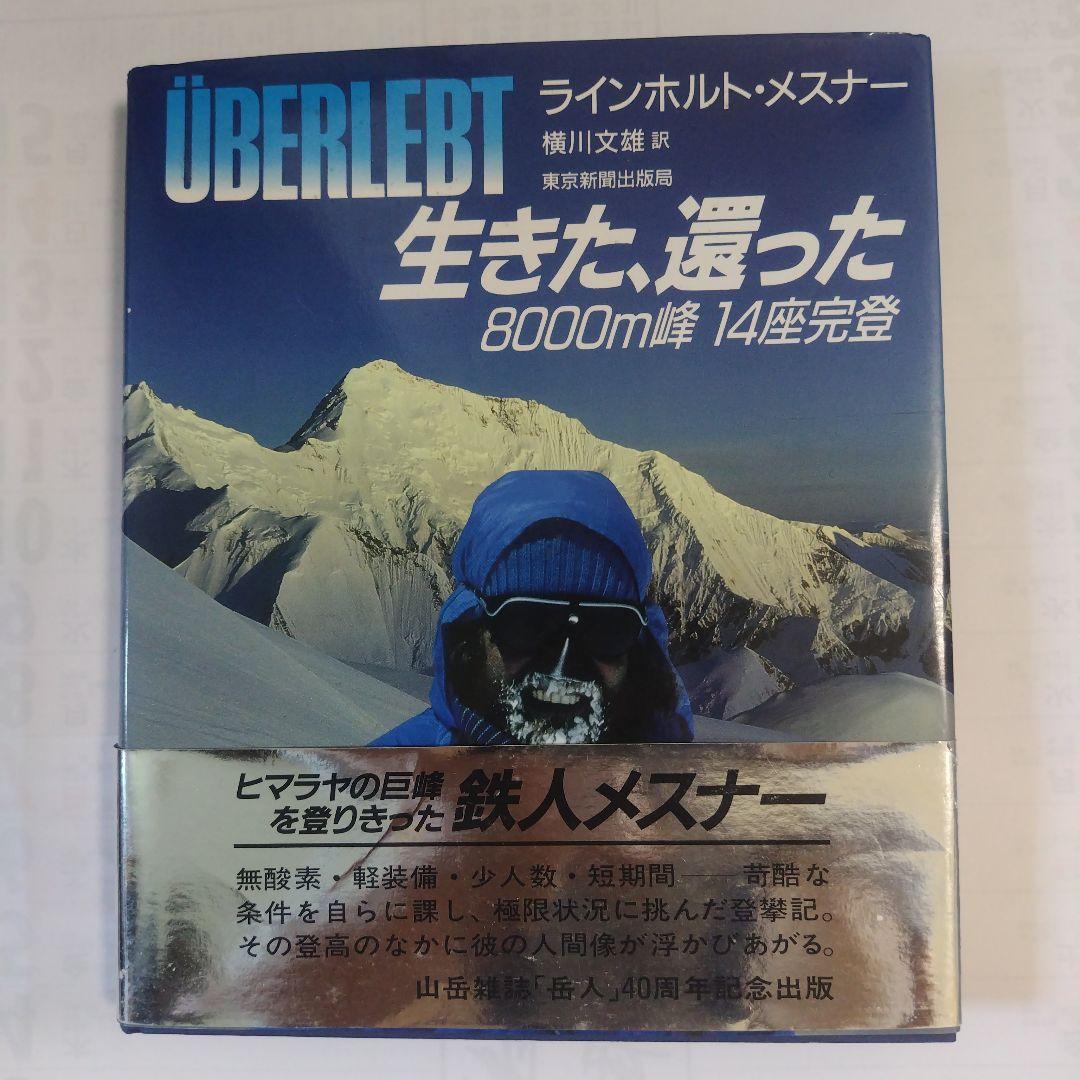 ÜBERLEBT
ラインホルト・メスナー
横川文雄 訳
東京新聞出版局
生きた、還った
8000m峰 14座完登
ヒマラヤの巨峰
を登りきった
鉄人メスナー
無酸素・軽装備・少人数・短期間――苛酷な
条件を自らに課し、極限状況に挑んだ登攀記。
その登高のなかに彼の人間像が浮かびあがる。
山岳雑誌「岳人」40周年記念出版